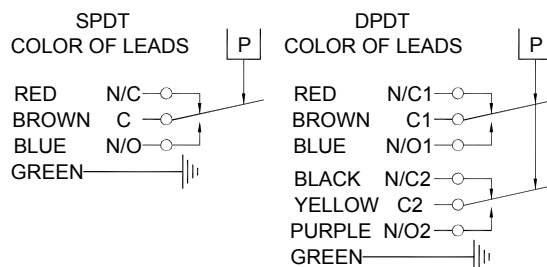 SPDT
COLOR OF LEADS
P
RED N/C
BROWN C
BLUE N/O
GREEN
DPDT
COLOR OF LEADS
P
RED N/C1
BROWN C1
BLUE N/O1
BLACK N/C2
YELLOW C2
PURPLE N/O2
GREEN